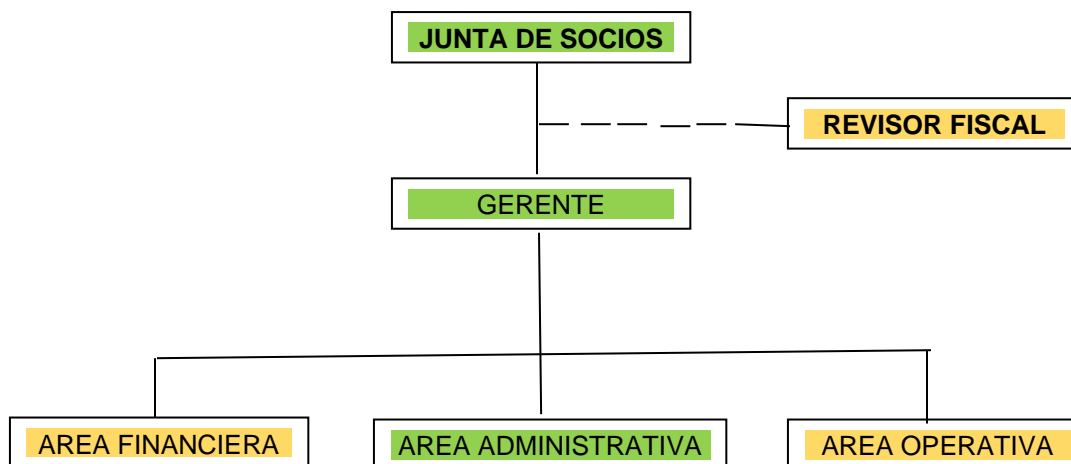 JUNTA DE SOCIOS
REVISOR FISCAL
GERENTE
AREA FINANCIERA
AREA ADMINISTRATIVA
AREA OPERATIVA